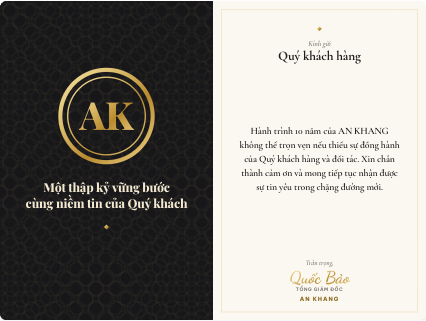 AK
Một thập kỷ vững bước
cùng niềm tin của Quý khách
Kính gửi
Quý khách hàng
Hành trình 10 năm của AN KHANG
không thể trọn vẹn nếu thiếu sự đồng hành
của Quý khách hàng và đối tác. Xin chân
thành cảm ơn và mong tiếp tục nhận được
sự tin yêu trong chặng đường mới.
Trân trọng,
Quốc Bảo
TỔNG GIÁM ĐỐC
AN KHANG